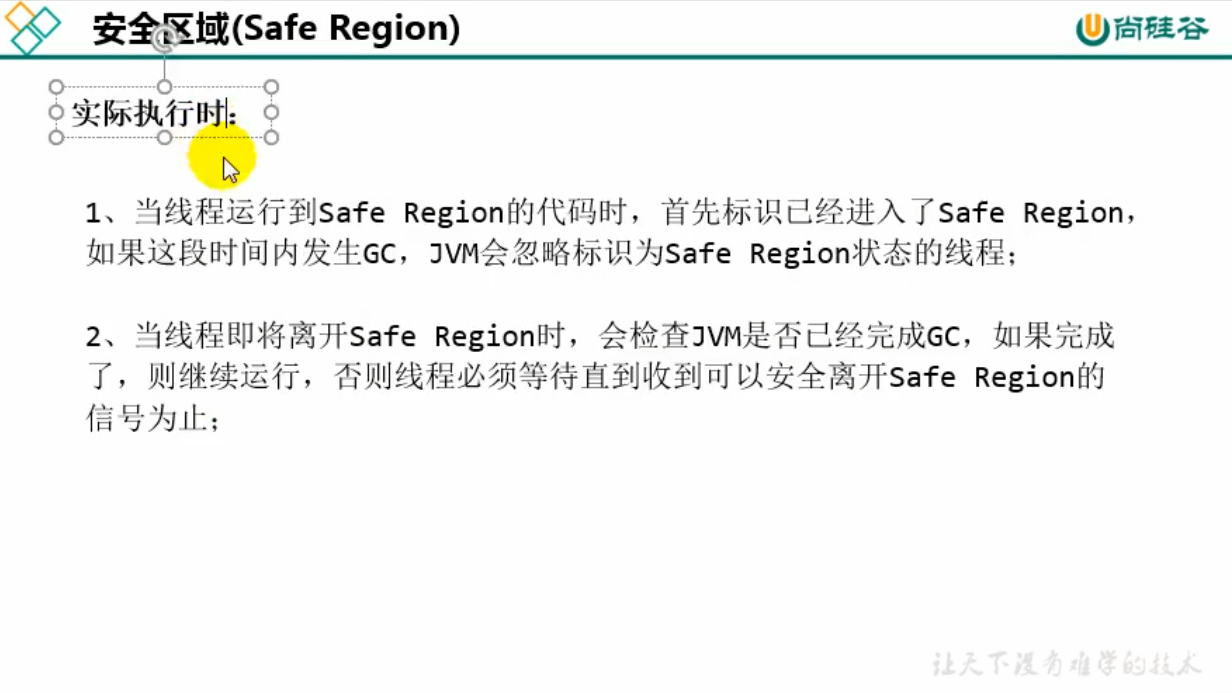 安全区域(Safe Region)
尚硅谷
实际执行时：
1、当线程运行到Safe Region的代码时，首先标识已经进入了Safe Region，
如果这段时间内发生GC，JVM会忽略标识为Safe Region状态的线程；
2、当线程即将离开Safe Region时，会检查JVM是否已经完成GC，如果完成
了，则继续运行，否则线程必须等待直到收到可以安全离开Safe Region的
信号为止；
让天下没有难学的技术